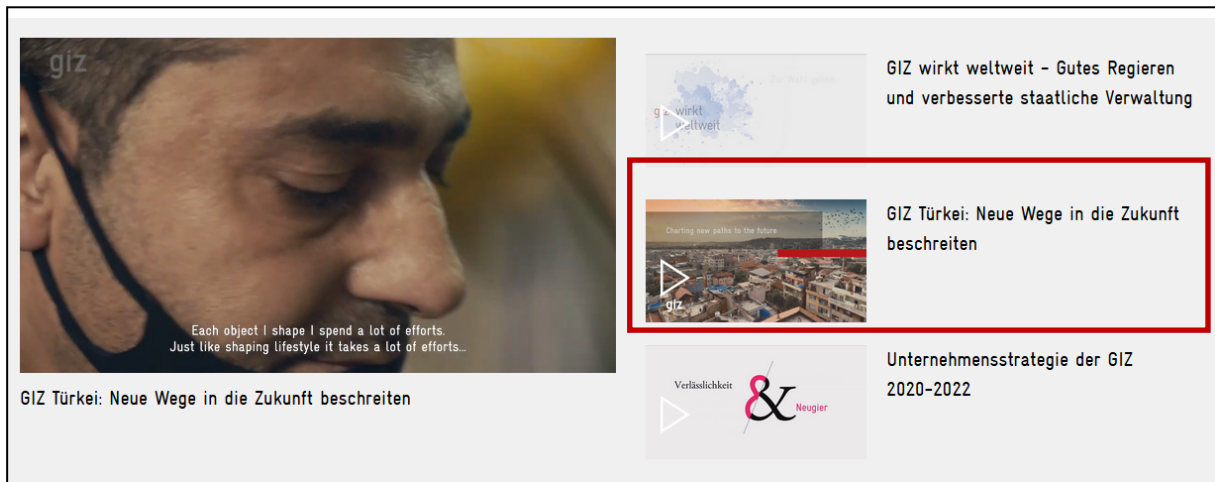 giz
Each object I shape I spend a lot of efforts.
Just like shaping lifestyle it takes a lot of efforts...
GIZ Türkei: Neue Wege in die Zukunft beschreiten
giz wirkt
weltweit
GIZ wirkt weltweit - Gutes Regieren
und verbesserte staatliche Verwaltung
Charting new paths to the future
giz
GIZ Türkei: Neue Wege in die Zukunft
beschreiten
Verlässlichkeit
&
Neugier
Unternehmensstrategie der GIZ
2020-2022